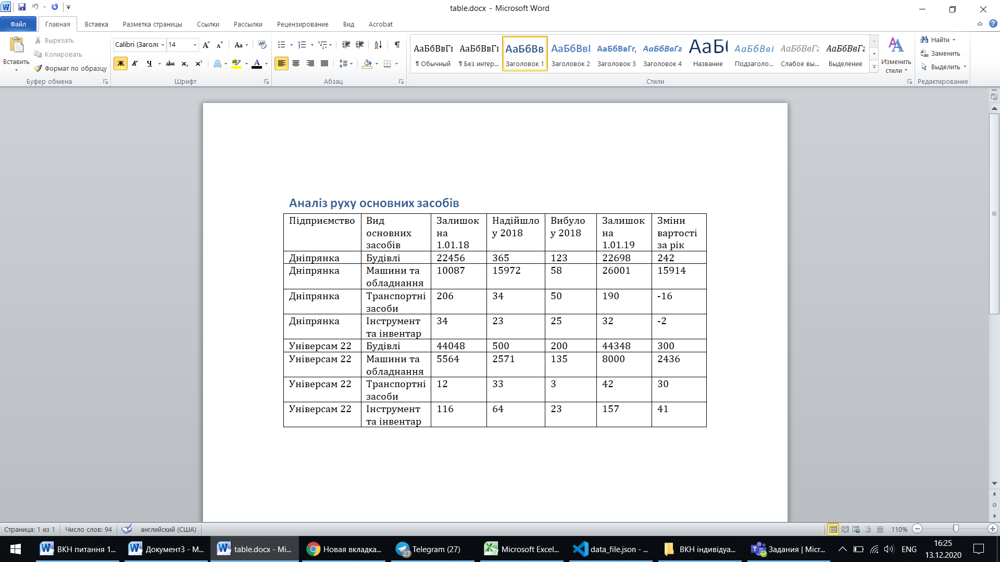 table.docx - Microsoft Word
Файл Главная Вставка Разметка страницы Ссылки Рассылки Рецензирование Вид Acrobat
Вставить
Вырезать
Копировать
Формат по образцу
Буфер обмена
Calibri (Заголс 14
Шрифт
Абзац
АаБбВвГг АаБбВвГг АаБбВв АаБбВвІ АаБбВвГг, АаБбВвГг АаБб АаБбВвІ АаБбВвГг АаБбВвГг
¶ Обычный ¶ Без интер... Заголовок 1 Заголовок 2 Заголовок 3 Заголовок 4 Название Подзаголо... Слабое вы... Выделение
Стили
Изменить
стили
Найти
Заменить
Выделить
Редактирование
Аналіз руху основних засобів
Підприємство Вид основних засобів Залишок на 1.01.18 Надійшло у 2018 Вибуло у 2018 Залишок на 1.01.19 Зміни вартості за рік
Дніпрянка Будівлі 22456 365 123 22698 242
Дніпрянка Машини та обладнання 10087 15972 58 26001 15914
Дніпрянка Транспортні засоби 206 34 50 190 -16
Дніпрянка Інструмент та інвентар 34 23 25 32 -2
Універсам 22 Будівлі 44048 500 200 44348 300
Універсам 22 Машини та обладнання 5564 2571 135 8000 2436
Універсам 22 Транспортні засоби 12 33 3 42 30
Універсам 22 Інструмент та інвентар 116 64 23 157 41
Страница: 1 из 1 Число слов: 94 английский (США) 110%
ВКН питання 1... Документ3 - M... table.docx - Mi... Новая вкладка... Telegram (27) Microsoft Excel... data_file.json - ... ВКН індивідуа... Задания | Micr... ENG
16:25
13.12.2020